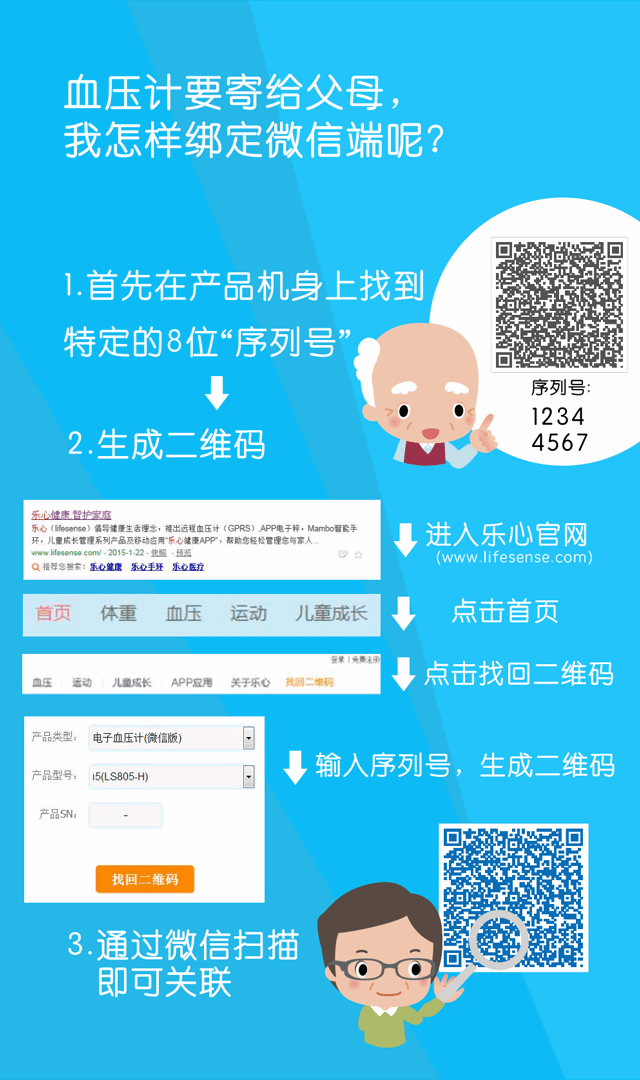 血压计要寄给父母，
我怎样绑定微信端呢？
1.首先在产品机身上找到
特定的8位“序列号”
序列号:
1234
4567
2.生成二维码
乐心健康,智护家庭
乐心（lifesense）倡导健康生活理念，推出远程血压计（GPRS）,APP电子秤，Mambo智能手
环，儿童成长管理系列产品及移动应用“乐心健康APP”，帮助您轻松管理您与家人...
www.lifesense.com/ - 2015-1-22 - 快照 - 预览
推荐您搜索： 乐心健康 乐心手环 乐心医疗
进入乐心官网
(www.lifesense.com)
首页 体重 血压 运动 儿童成长
点击首页
登录 | 免费注册
血压 运动 儿童成长 APP应用 关于乐心 找回二维码
点击找回二维码
产品类型： 电子血压计(微信版)
产品型号： i5(LS805-H)
产品SN： -
找回二维码
输入序列号，生成二维码
3.通过微信扫描
即可关联